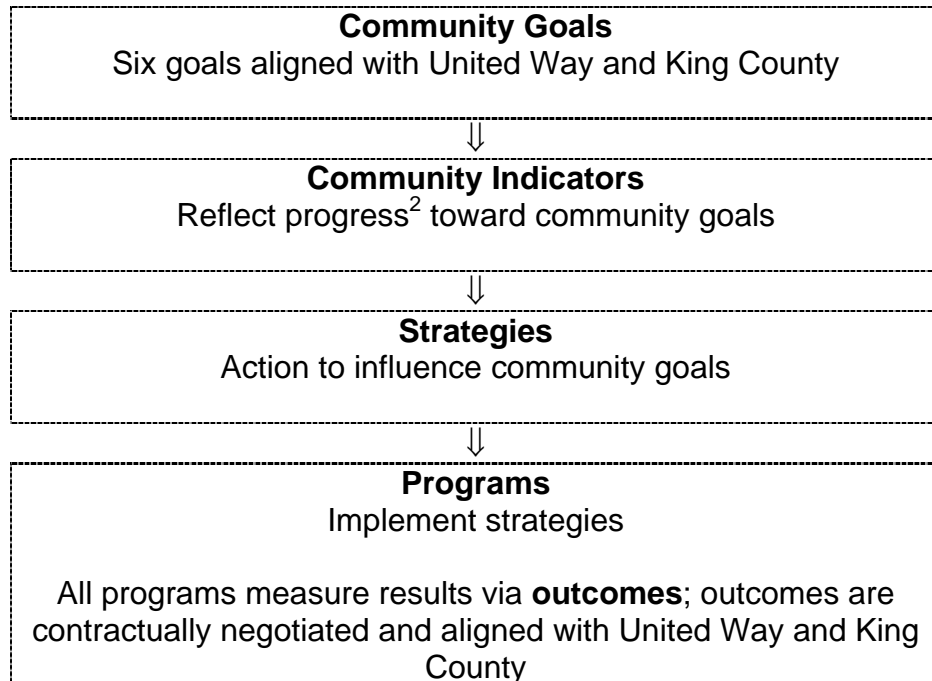 Community Goals
Six goals aligned with United Way and King County
⇓
Community Indicators
Reflect progress² toward community goals
⇓
Strategies
Action to influence community goals
⇓
Programs
Implement strategies
All programs measure results via outcomes; outcomes are
contractually negotiated and aligned with United Way and King
County